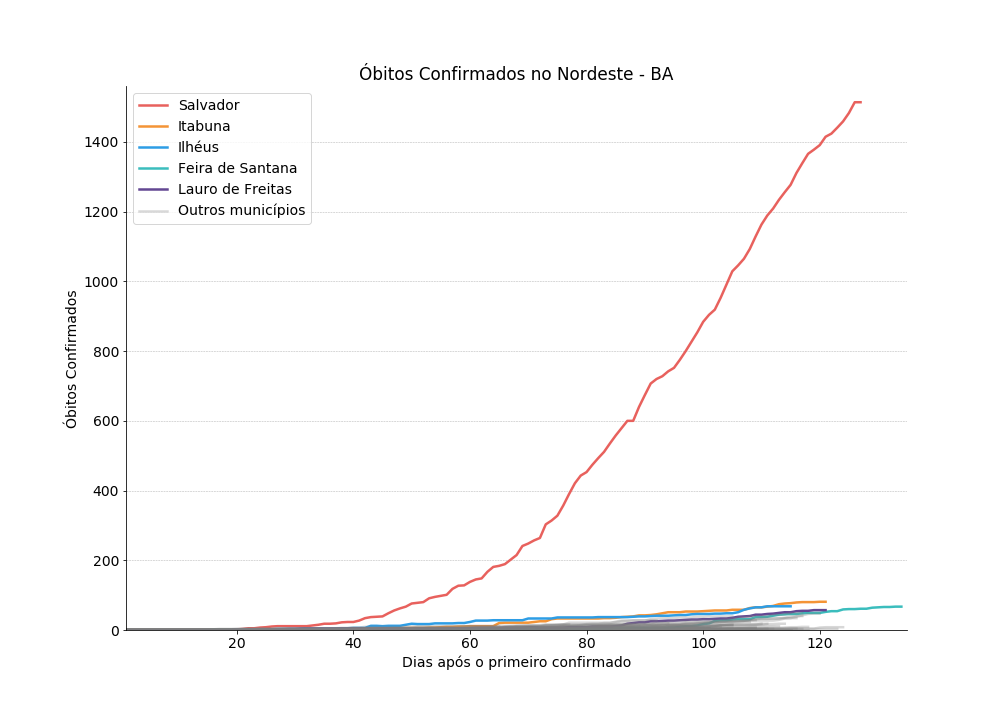 Óbitos Confirmados no Nordeste - BA
Salvador
Itabuna
Ilhéus
Feira de Santana
Lauro de Freitas
Outros municípios
Óbitos Confirmados
1400
1200
1000
800
600
400
200
0
20 40 60 80 100 120
Dias após o primeiro confirmado